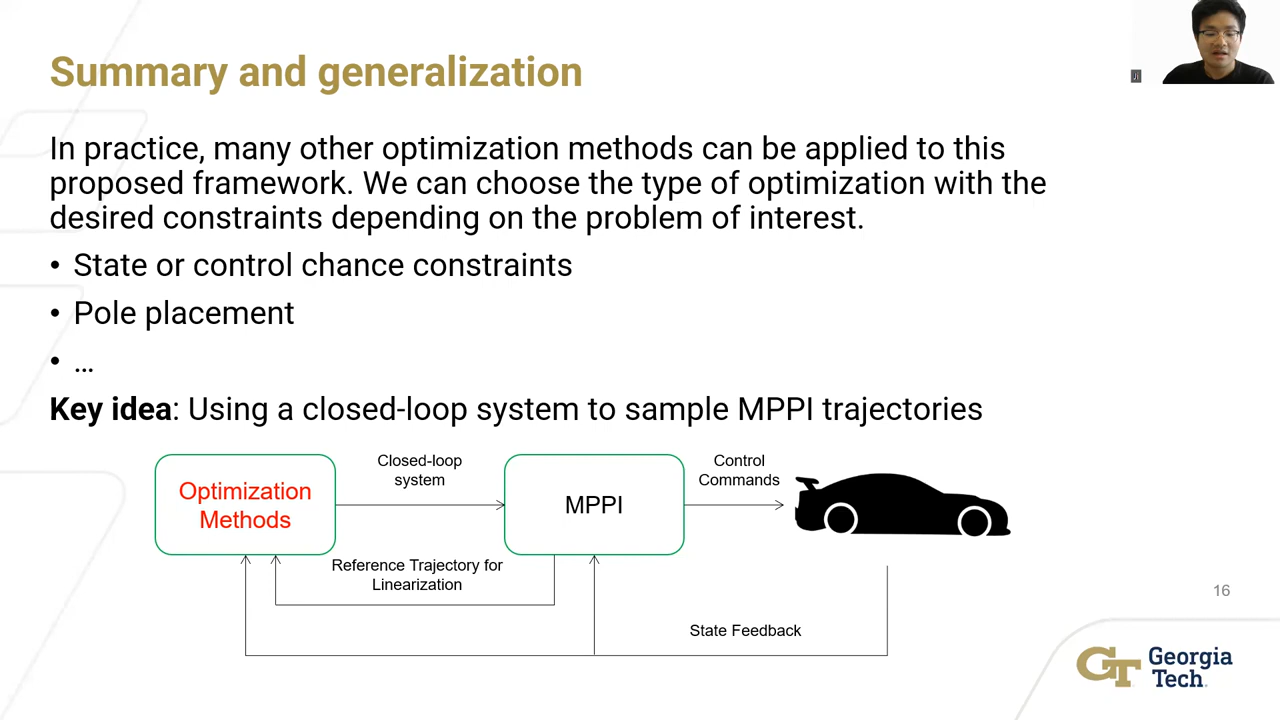 Summary and generalization
In practice, many other optimization methods can be applied to this
proposed framework. We can choose the type of optimization with the
desired constraints depending on the problem of interest.
• State or control chance constraints
• Pole placement
• ...
Key idea: Using a closed-loop system to sample MPPI trajectories
Optimization
Methods
Closed-loop
system
MPPI
Control
Commands
Reference Trajectory for
Linearization
State Feedback
16
GT
Georgia
Tech.